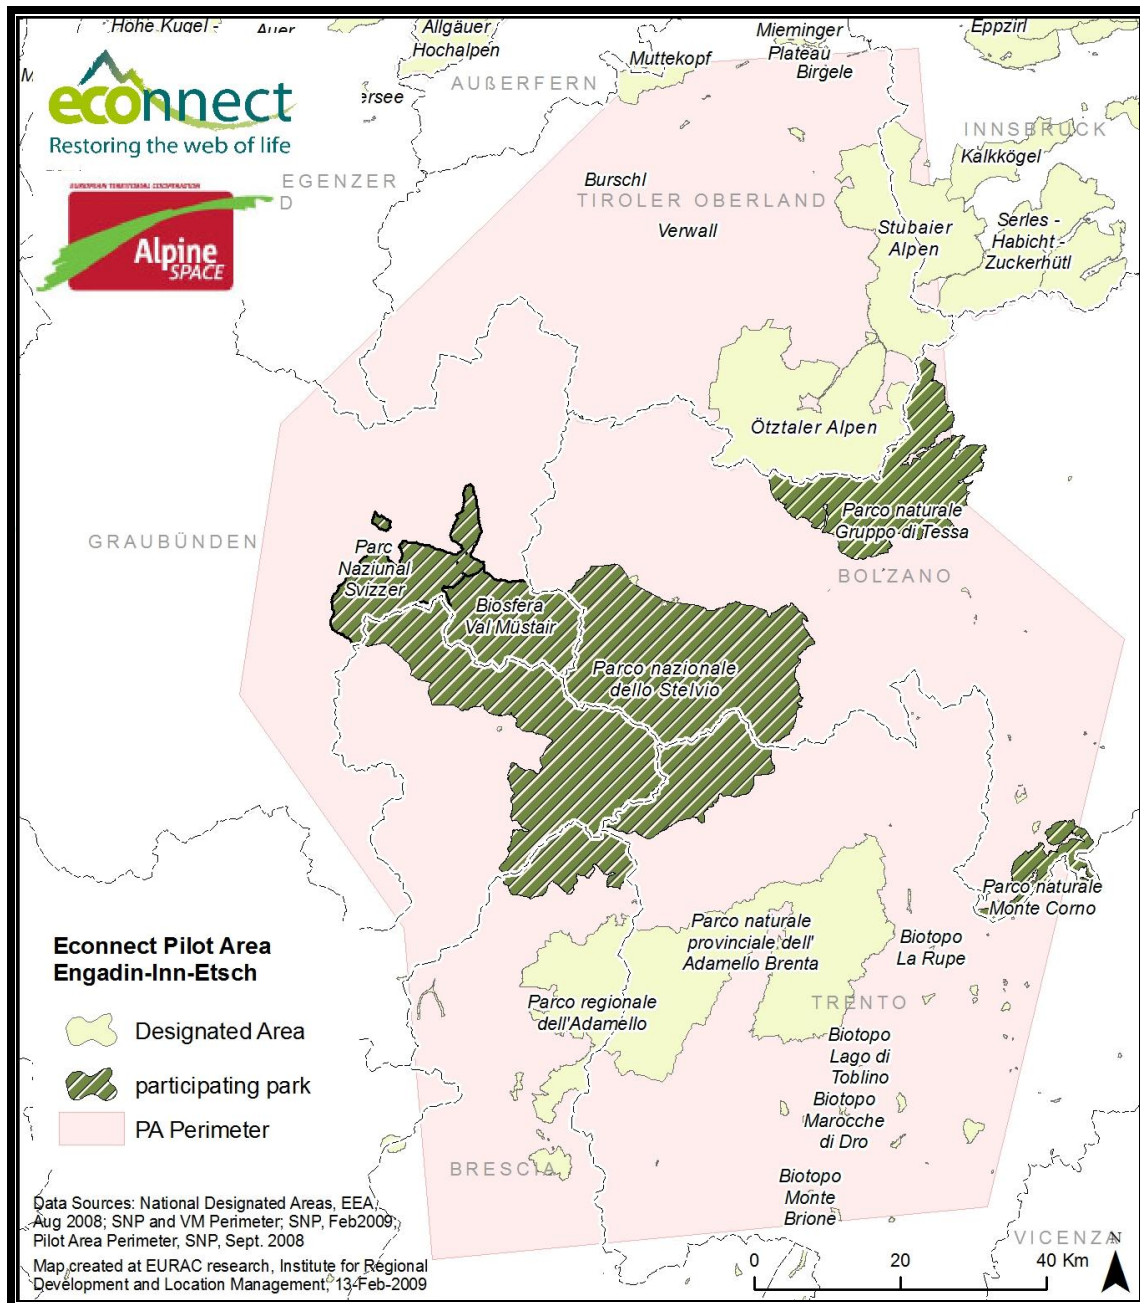 Höhe Kugel -
Auer
Allgäuer
Hochalpen
Mieminger
Plateau
Birgele
Eppzirl
Muttekopf
AUßERFERN
ersee
econnect
Restoring the web of life
EUROPEAN TERRITORIAL COOPERATION
Alpine
SPACE
EGENZER
D
INNSBRUCK
Kalkkögel
Burschl
TIROLER OBERLAND
Verwall
Stubaier
Alpen
Serles -
Habicht -
Zuckerhütl
Ötztaler Alpen
Parco naturale
Gruppo di Tessa
GRAUBÜNDEN
Parc
Naziunal
Svizzer
BOLZANO
Biosfera
Val Müstair
Parco nazionale
dello Stelvio
Parco naturale
Monte Corno
Parco naturale
provinciale dell'
Adamello Brenta
Biotopo
La Rupe
Parco regionale
dell'Adamello
TRENTO
Biotopo
Lago di
Toblino
Biotopo
Marocche
di Dro
BRESCIA
Biotopo
Monte
Brione
VICENZA
Econnect Pilot Area
Engadin-Inn-Etsch
Designated Area
participating park
PA Perimeter
Data Sources: National Designated Areas, EEA,
Aug 2008; SNP and VM Perimeter; SNP, Feb2009;
Pilot Area Perimeter, SNP, Sept. 2008
Map created at EURAC research, Institute for Regional
Development and Location Management, 13-Feb-2009
0 20 40 Km
N